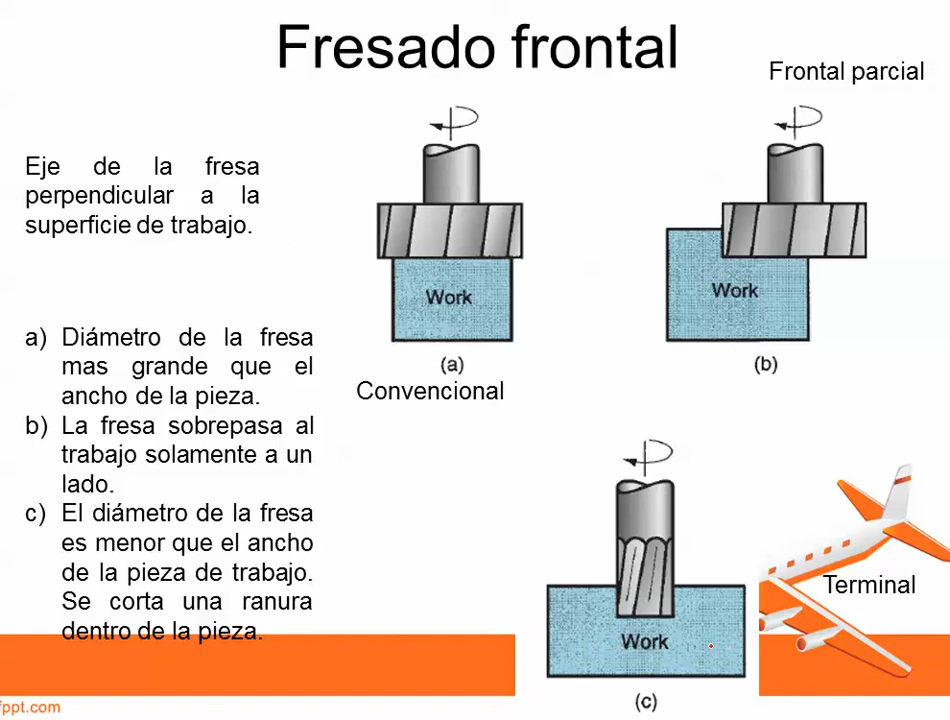 Fresado frontal
Frontal parcial
Eje de la fresa
perpendicular a la
superficie de trabajo.
a) Diámetro de la fresa
mas grande que el
ancho de la pieza.
b) La fresa sobrepasa al
trabajo solamente a un
lado.
c) El diámetro de la fresa
es menor que el ancho
de la pieza de trabajo.
Se corta una ranura
dentro de la pieza.
Work
(a)
Convencional
Work
(b)
Work
(c)
Terminal
fppt.com